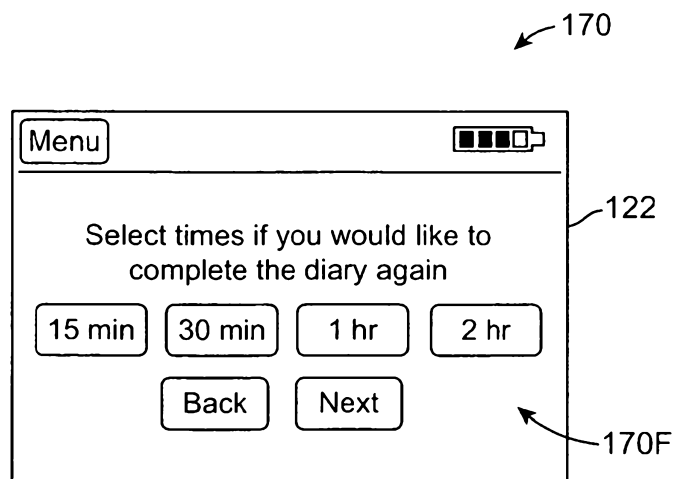 170
Menu
122
Select times if you would like to
complete the diary again
15 min 30 min 1 hr 2 hr
Back Next
170F